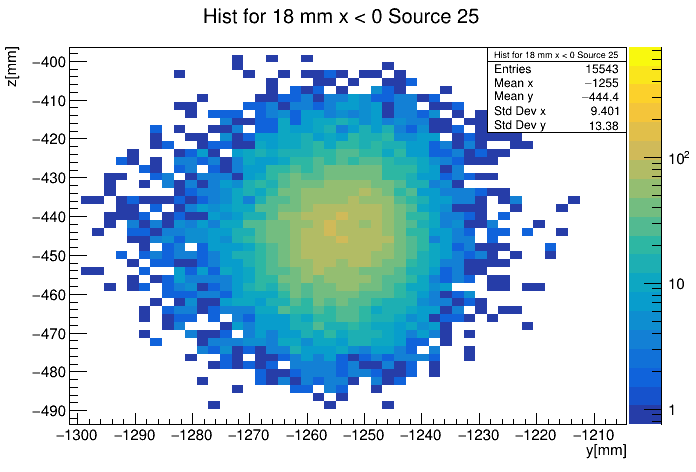 Hist for 18 mm x < 0 Source 25
z[mm]
Hist for 18 mm x < 0 Source 25
Entries 15543
Mean x −1255
Mean y −444.4
Std Dev x 9.401
Std Dev y 13.38
−400
−410
−420
−430
−440
−450
−460
−470
−480
−490
10²
10
1
−1300 −1290 −1280 −1270 −1260 −1250 −1240 −1230 −1220 −1210
y[mm]